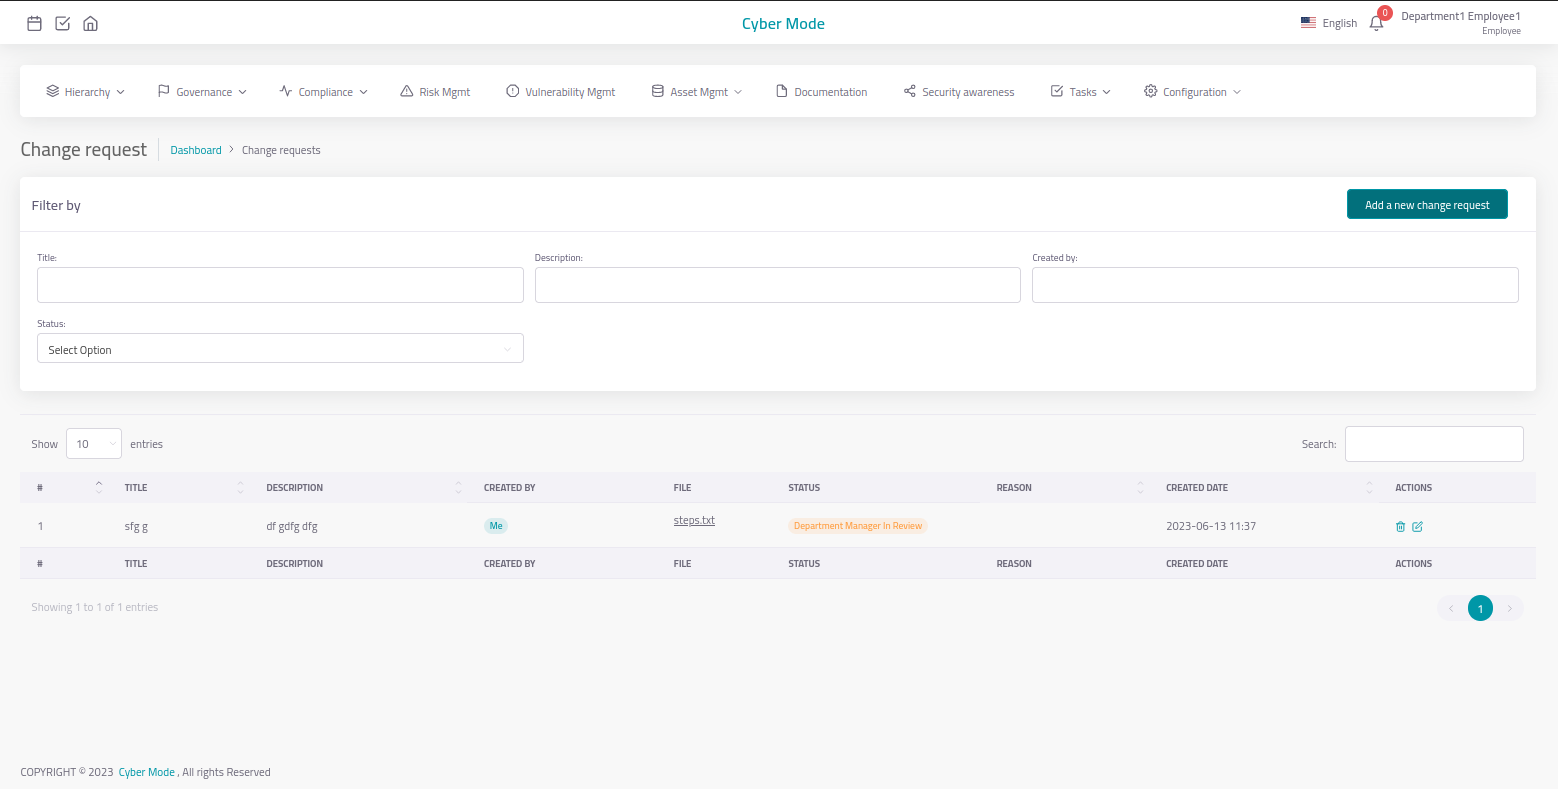 Cyber Mode
English
0
Department1 Employee1
Employee
Hierarchy Governance Compliance Risk Mgmt Vulnerability Mgmt Asset Mgmt Documentation Security awareness Tasks Configuration
Change request Dashboard > Change requests
Filter by Add a new change request
Title: Description: Created by:
Status:
Select Option
Show 10 entries Search:
# TITLE DESCRIPTION CREATED BY FILE STATUS REASON CREATED DATE ACTIONS
1 sfg g df gdfg dfg Me steps.txt Department Manager In Review 2023-06-13 11:37
# TITLE DESCRIPTION CREATED BY FILE STATUS REASON CREATED DATE ACTIONS
Showing 1 to 1 of 1 entries 1
COPYRIGHT © 2023 Cyber Mode , All rights Reserved